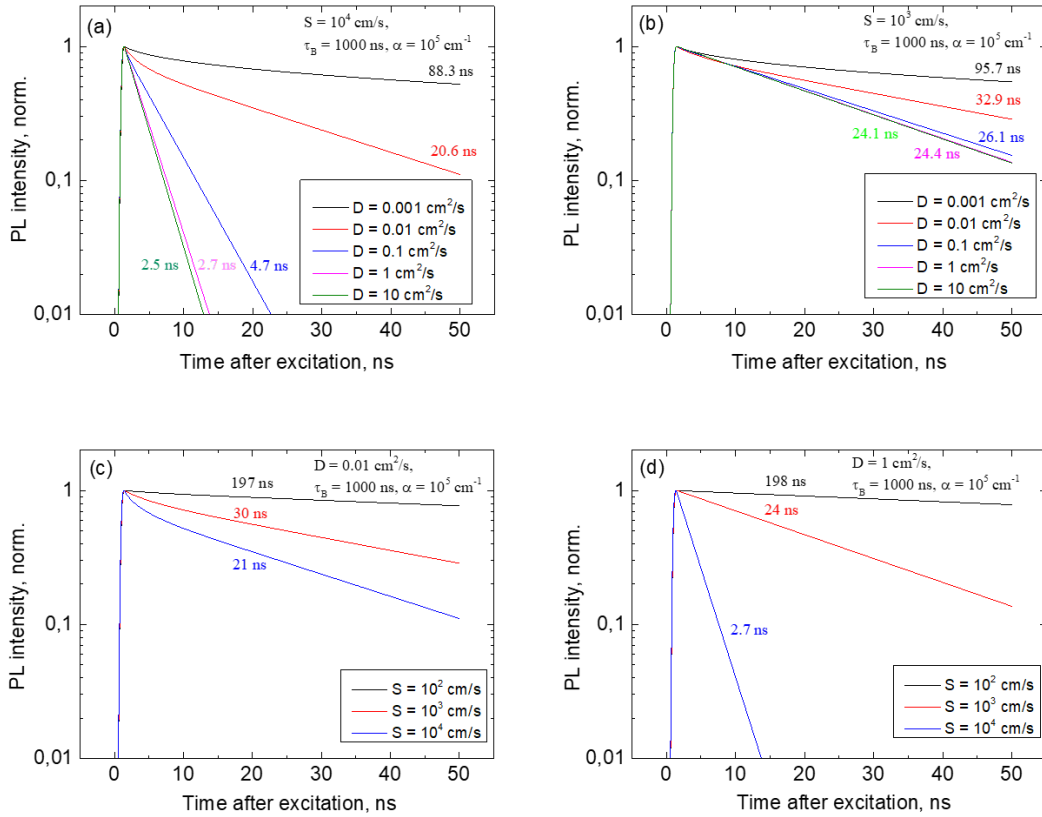 (a)
S = 10⁴ cm/s,
τ_B = 1000 ns, α = 10⁵ cm⁻¹
1
0,1
0,01
PL intensity, norm.
88.3 ns
20.6 ns
2.5 ns
2.7 ns
4.7 ns
D = 0.001 cm²/s
D = 0.01 cm²/s
D = 0.1 cm²/s
D = 1 cm²/s
D = 10 cm²/s
0 10 20 30 40 50
Time after excitation, ns
(b)
S = 10³ cm/s,
τ_B = 1000 ns, α = 10⁵ cm⁻¹
1
0,1
0,01
PL intensity, norm.
95.7 ns
32.9 ns
24.1 ns
26.1 ns
24.4 ns
D = 0.001 cm²/s
D = 0.01 cm²/s
D = 0.1 cm²/s
D = 1 cm²/s
D = 10 cm²/s
0 10 20 30 40 50
Time after excitation, ns
(c)
D = 0.01 cm²/s,
τ_B = 1000 ns, α = 10⁵ cm⁻¹
1
0,1
0,01
PL intensity, norm.
197 ns
30 ns
21 ns
S = 10² cm/s
S = 10³ cm/s
S = 10⁴ cm/s
0 10 20 30 40 50
Time after excitation, ns
(d)
D = 1 cm²/s,
τ_B = 1000 ns, α = 10⁵ cm⁻¹
1
0,1
0,01
PL intensity, norm.
198 ns
24 ns
2.7 ns
S = 10² cm/s
S = 10³ cm/s
S = 10⁴ cm/s
0 10 20 30 40 50
Time after excitation, ns